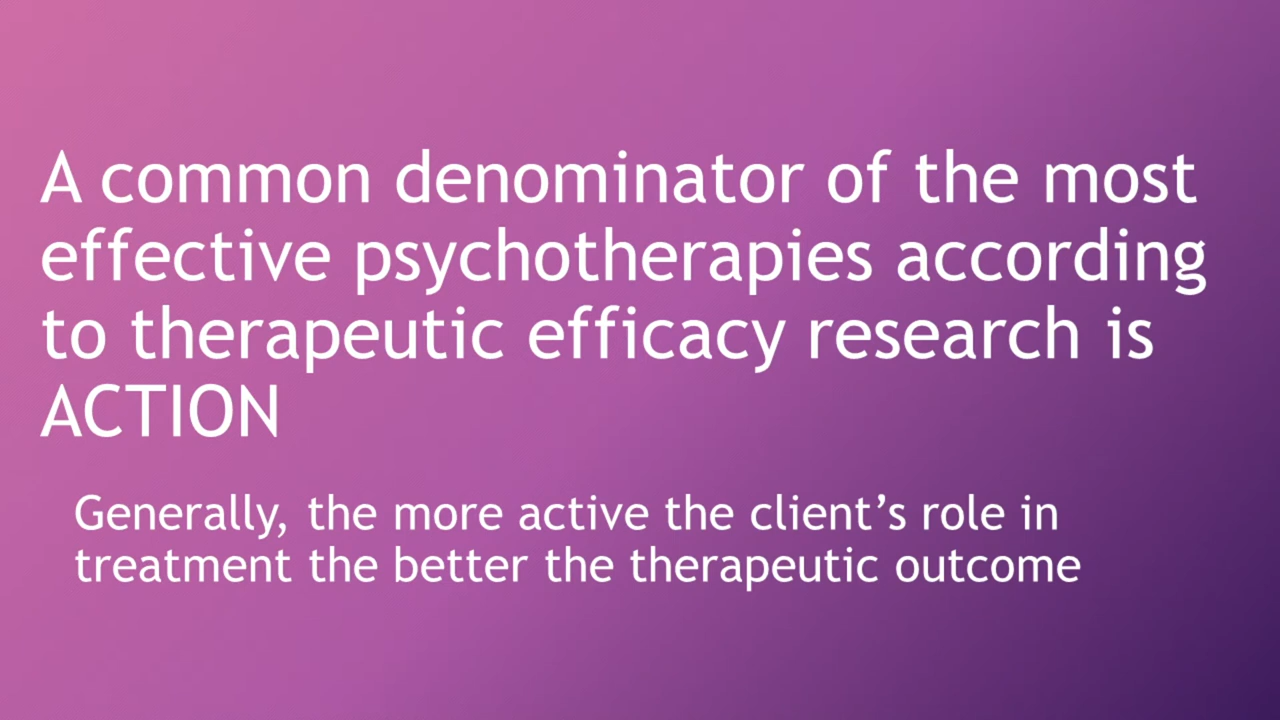 A common denominator of the most
effective psychotherapies according
to therapeutic efficacy research is
ACTION
Generally, the more active the client’s role in
treatment the better the therapeutic outcome